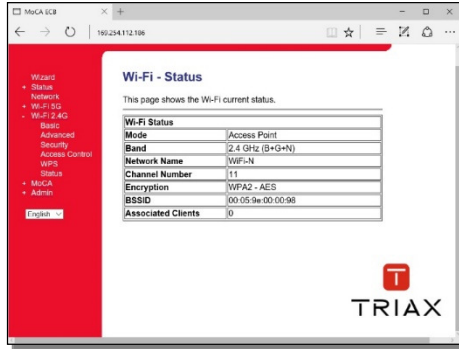 MoCA ECB
169.254.112.186
Wizard
+ Status
Network
+ Wi-Fi 5G
- Wi-Fi 2.4G
Basic
Advanced
Security
Access Control
WPS
Status
+ MoCA
+ Admin
English
Wi-Fi - Status
This page shows the Wi-Fi current status.
Wi-Fi Status
Mode Access Point
Band 2.4 GHz (B+G+N)
Network Name WiFi-N
Channel Number 11
Encryption WPA2 - AES
BSSID 00:05:9e:00:00:98
Associated Clients 0
T
TRIAX